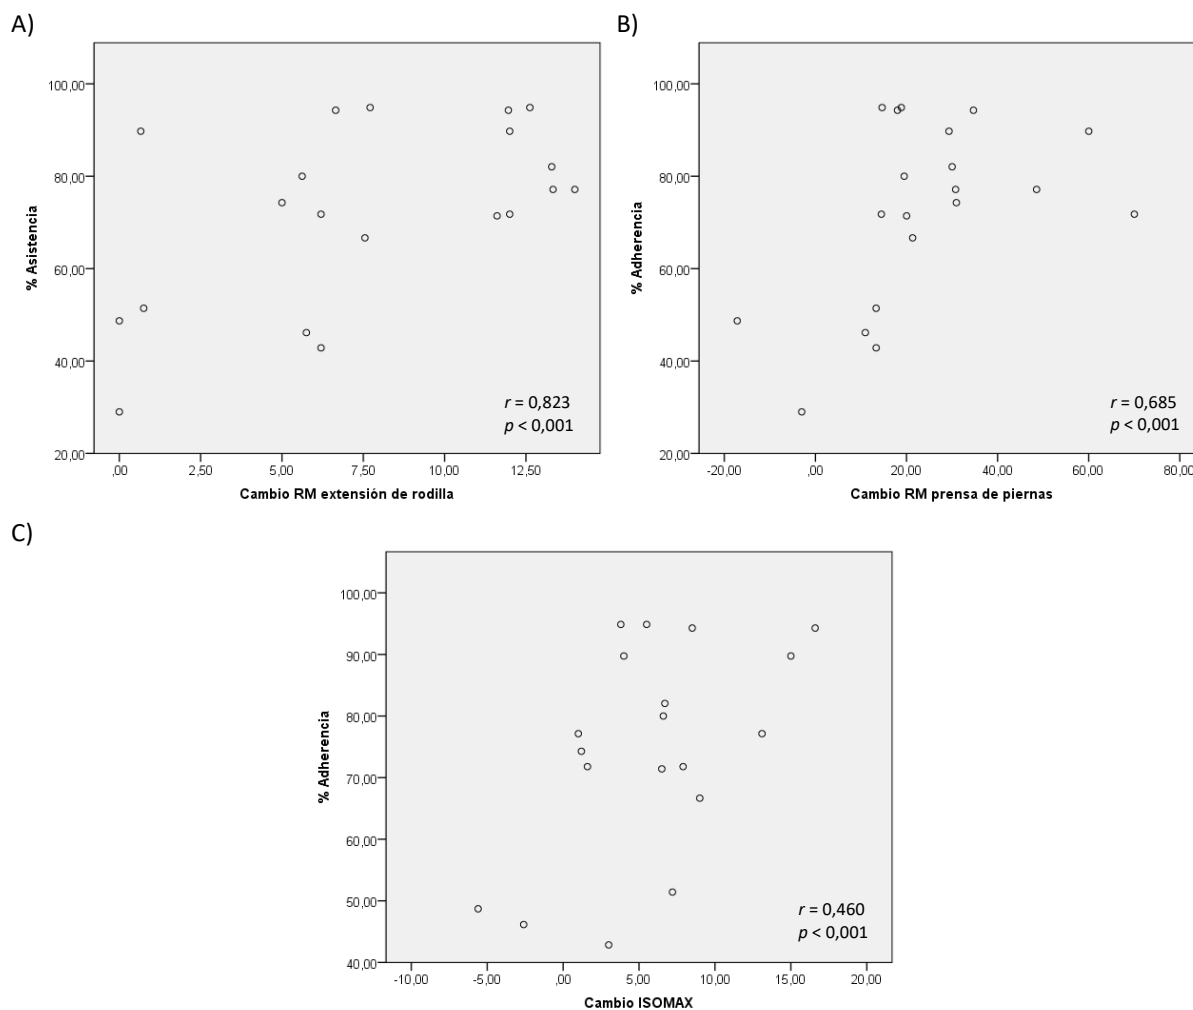 A)
100,00
80,00
60,00
40,00
20,00
% Asistencia
,00 2,50 5,00 7,50 10,00 12,50
Cambio RM extensión de rodilla
r = 0,823
p < 0,001
B)
100,00
80,00
60,00
40,00
20,00
% Adherencia
-20,00 ,00 20,00 40,00 60,00 80,00
Cambio RM prensa de piernas
r = 0,685
p < 0,001
C)
100,00
90,00
80,00
70,00
60,00
50,00
40,00
% Adherencia
-10,00 -5,00 ,00 5,00 10,00 15,00 20,00
Cambio ISOMAX
r = 0,460
p < 0,001